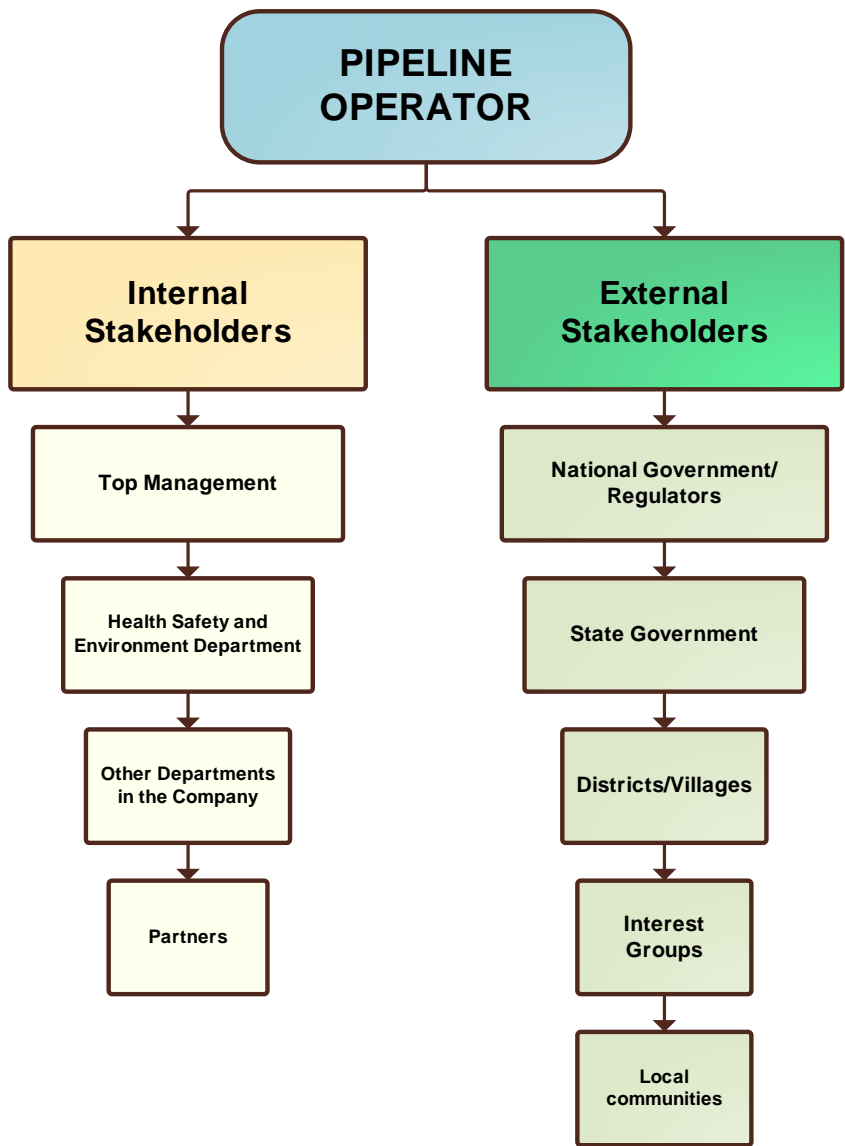 PIPELINE
OPERATOR
Internal
Stakeholders
External
Stakeholders
Top Management
National Government/
Regulators
Health Safety and
Environment Department
State Government
Other Departments
in the Company
Districts/Villages
Partners
Interest
Groups
Local
communities